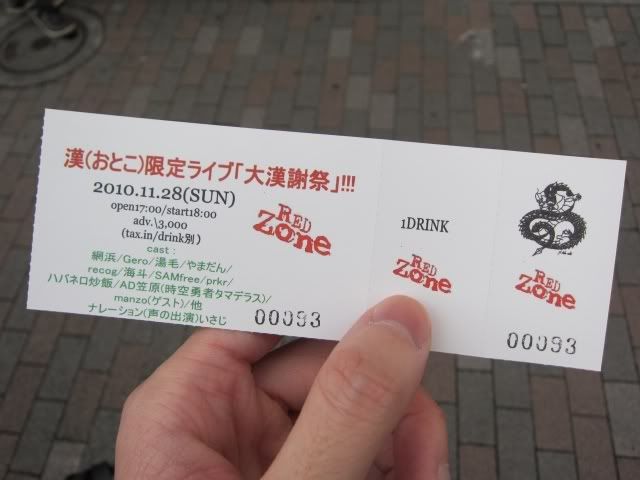 漢(おとこ)限定ライブ「大漢謝祭」!!!
2010.11.28(SUN)
open17:00/start18:00
adv.\3,000
(tax.in/drink別)
RED ZOne
cast：
網浜/Gero/湯毛/やまだん/
recog/海斗/SAMfree/prkr/
ハバネロ炒飯/AD笠原(時空勇者タマデラス)/
manzo(ゲスト)/他
ナレーション(声の出演)いさじ
00093
1DRINK
RED ZOne
RED ZOne
00093